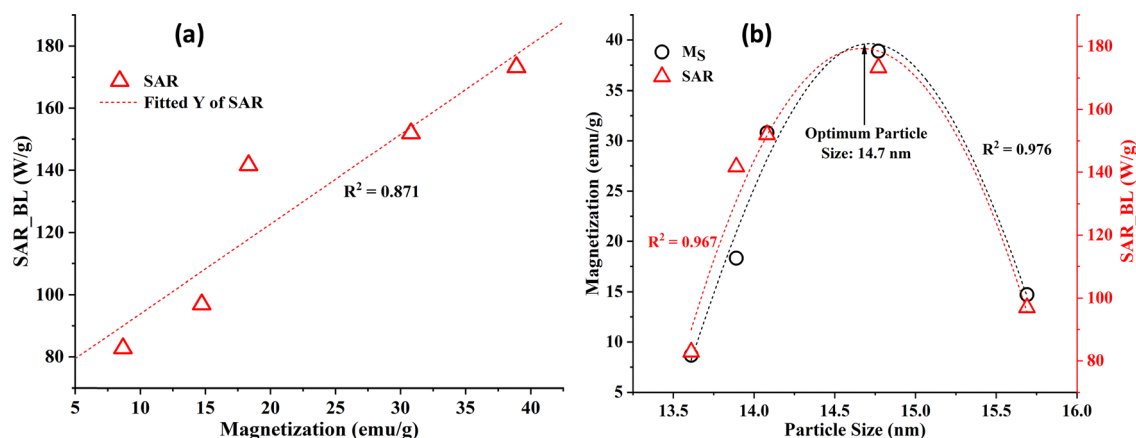 (a)
SAR
Fitted Y of SAR
R² = 0.871
SAR_BL (W/g)
180
160
140
120
100
80
5 10 15 20 25 30 35 40
Magnetization (emu/g)
(b)
M_S
SAR
Optimum Particle
Size: 14.7 nm
R² = 0.976
R² = 0.967
Magnetization (emu/g)
40
35
30
25
20
15
10
5
180
160
140
120
100
80
SAR_BL (W/g)
13.5 14.0 14.5 15.0 15.5 16.0
Particle Size (nm)